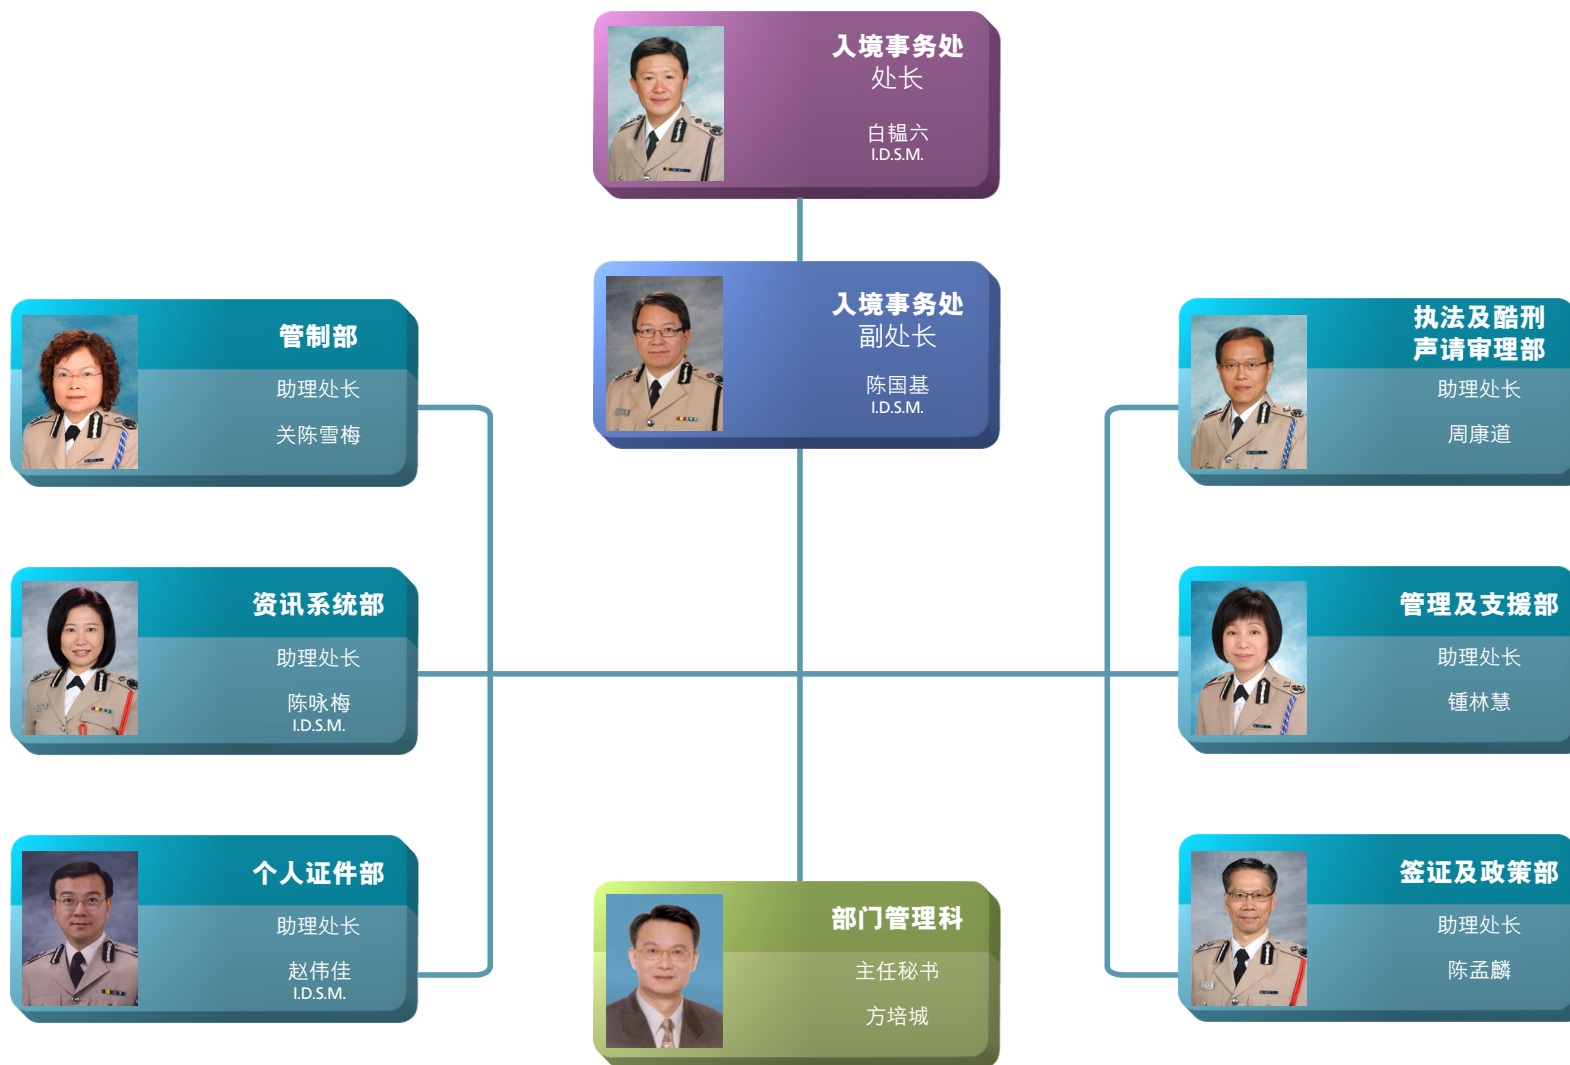 入境事务处
处长
白韫六
I.D.S.M.
入境事务处
副处长
陈国基
I.D.S.M.
管制部
助理处长
关陈雪梅
执法及酷刑
声请审理部
助理处长
周康道
资讯系统部
助理处长
陈咏梅
I.D.S.M.
管理及支援部
助理处长
锺林慧
个人证件部
助理处长
赵伟佳
I.D.S.M.
部门管理科
主任秘书
方培城
签证及政策部
助理处长
陈孟麟